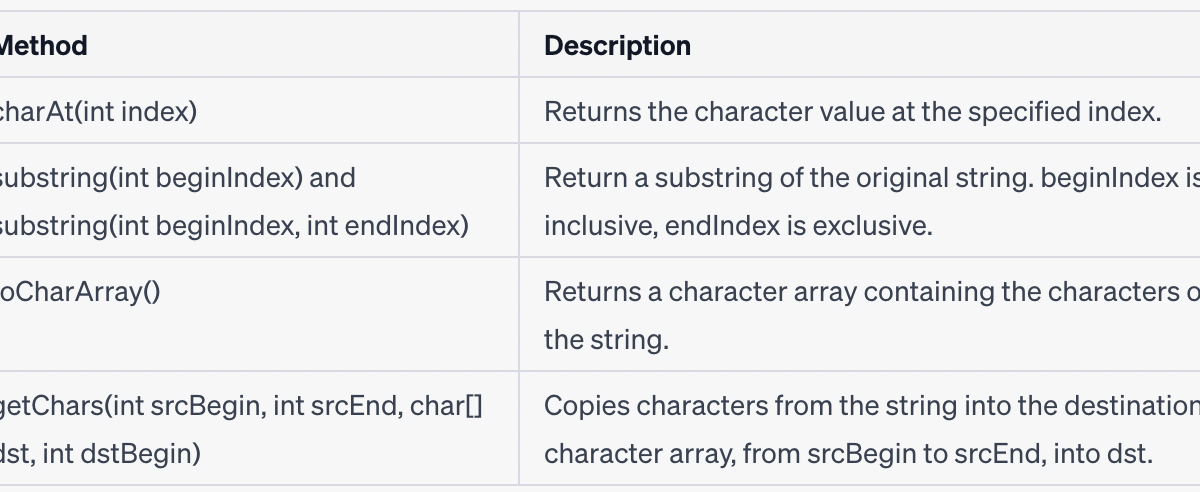 Method Description
charAt(int index) Returns the character value at the specified index.
substring(int beginIndex) and Return a substring of the original string. beginIndex is
substring(int beginIndex, int endIndex) inclusive, endIndex is exclusive.
oCharArray() Returns a character array containing the characters o
the string.
getChars(int srcBegin, int srcEnd, char[] Copies characters from the string into the destination
dst, int dstBegin) character array, from srcBegin to srcEnd, into dst.